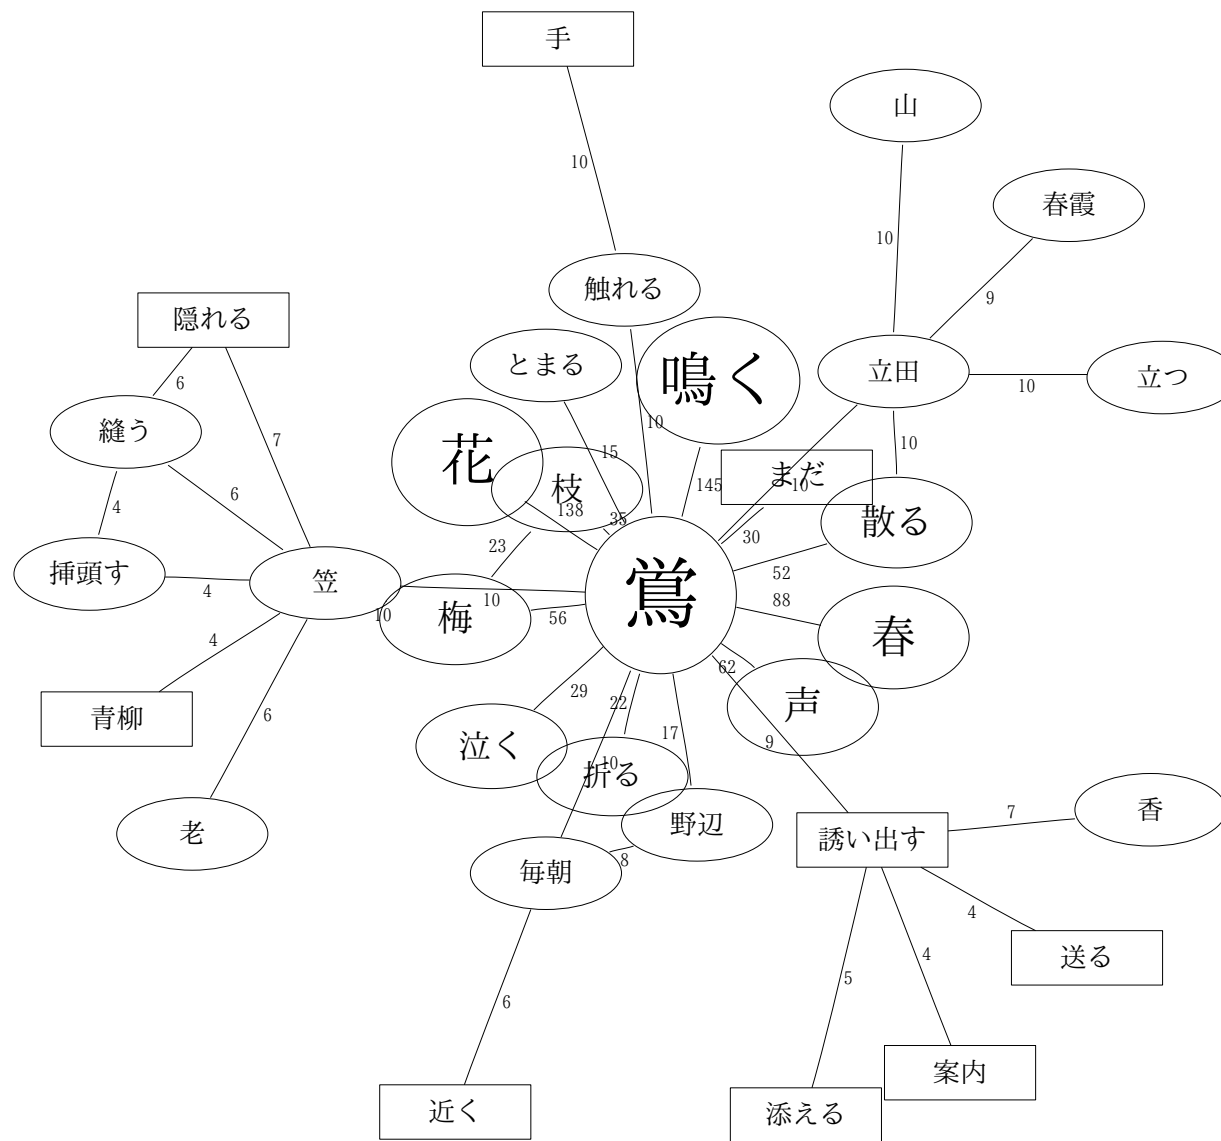 手
山
10
春霞
10
9
触れる
隠れる
とまる
鳴く
立田
立つ
6
10
縫う
7
花
10
15
10
枝
まだ
散る
6
145
10
4
138
35
30
23
鴬
52
挿頭す
笠
4
10
10
梅
56
88
春
4
62
青柳
6
29
22
声
泣く
17
9
10
折る
老
野辺
誘い出す
7
香
毎朝
8
4
送る
4
5
6
案内
近く
添える